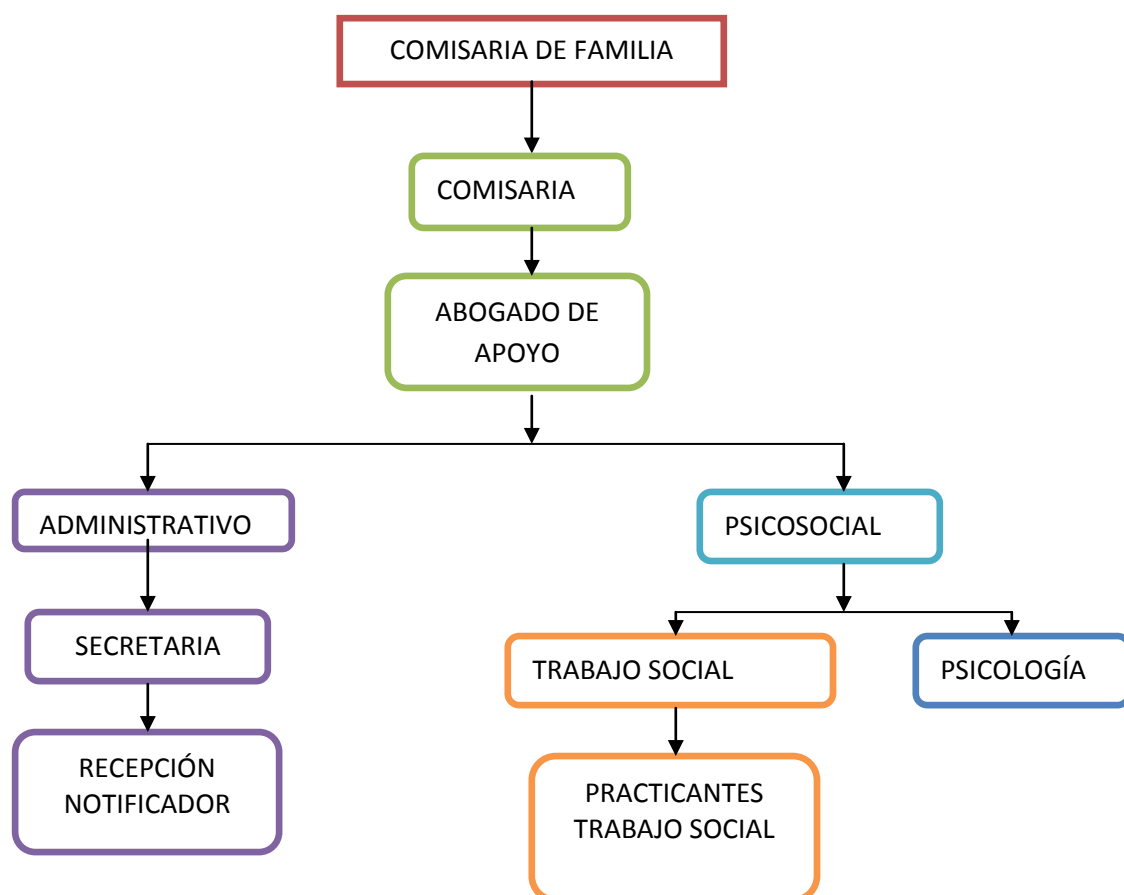 COMISARIA DE FAMILIA
COMISARIA
ABOGADO DE
APOYO
ADMINISTRATIVO
PSICOSOCIAL
SECRETARIA
TRABAJO SOCIAL
PSICOLOGÍA
RECEPCIÓN
NOTIFICADOR
PRACTICANTES
TRABAJO SOCIAL